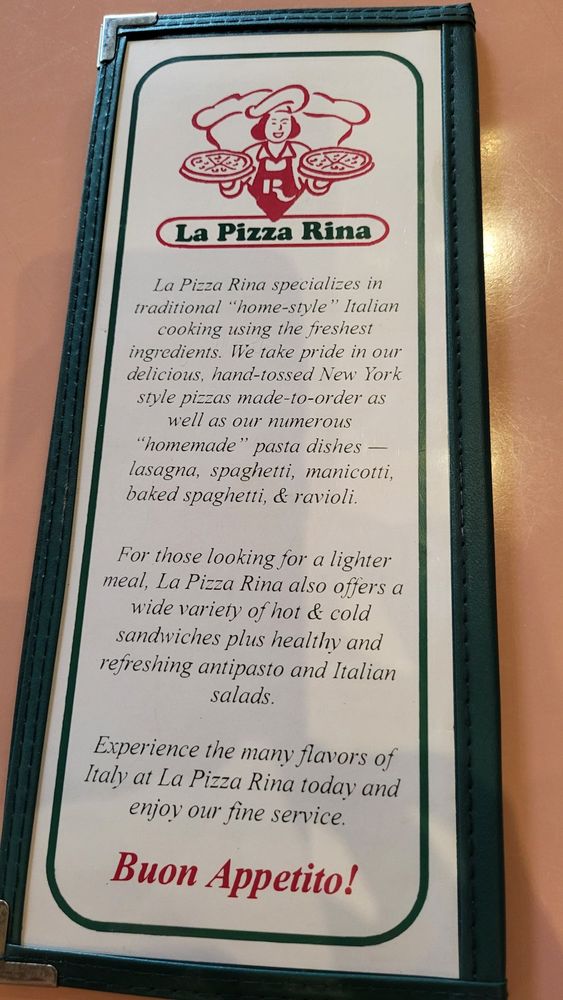 R
La Pizza Rina
La Pizza Rina specializes in
traditional “home-style” Italian
cooking using the freshest
ingredients. We take pride in our
delicious, hand-tossed New York
style pizzas made-to-order as
well as our numerous
“homemade” pasta dishes —
lasagna, spaghetti, manicotti,
baked spaghetti, & ravioli.
For those looking for a lighter
meal, La Pizza Rina also offers a
wide variety of hot & cold
sandwiches plus healthy and
refreshing antipasto and Italian
salads.
Experience the many flavors of
Italy at La Pizza Rina today and
enjoy our fine service.
Buon Appetito!